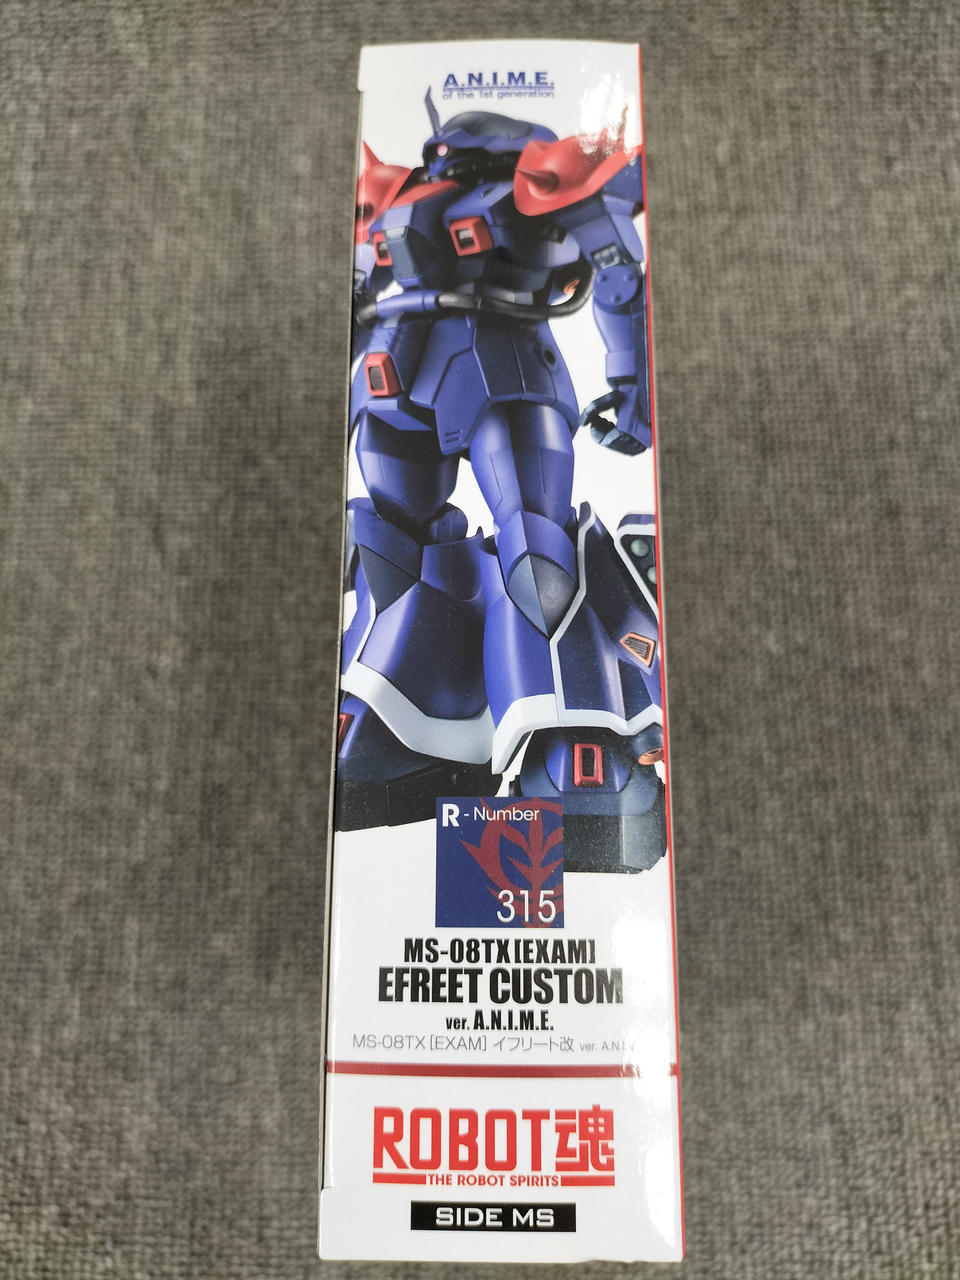 A.N.I.M.E.
of the 1st generation
R - Number
315
MS-08TX [EXAM]
EFREET CUSTOM
ver. A.N.I.M.E.
MS-08TX [EXAM] イフリート改 ver. A.N.I.
ROBOT魂
THE ROBOT SPIRITS
SIDE MS